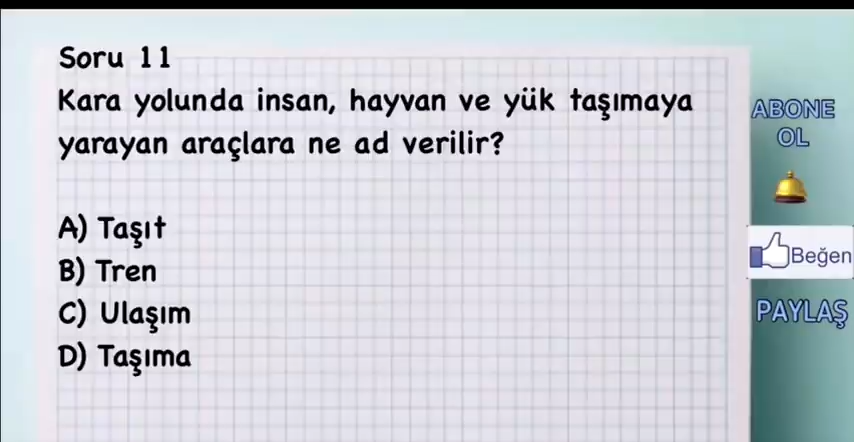 Soru 11
Kara yolunda insan, hayvan ve yük taşımaya
yarayan araçlara ne ad verilir?
A) Taşıt
B) Tren
C) Ulaşım
D) Taşıma
ABONE
OL
Beğen
PAYLAŞ